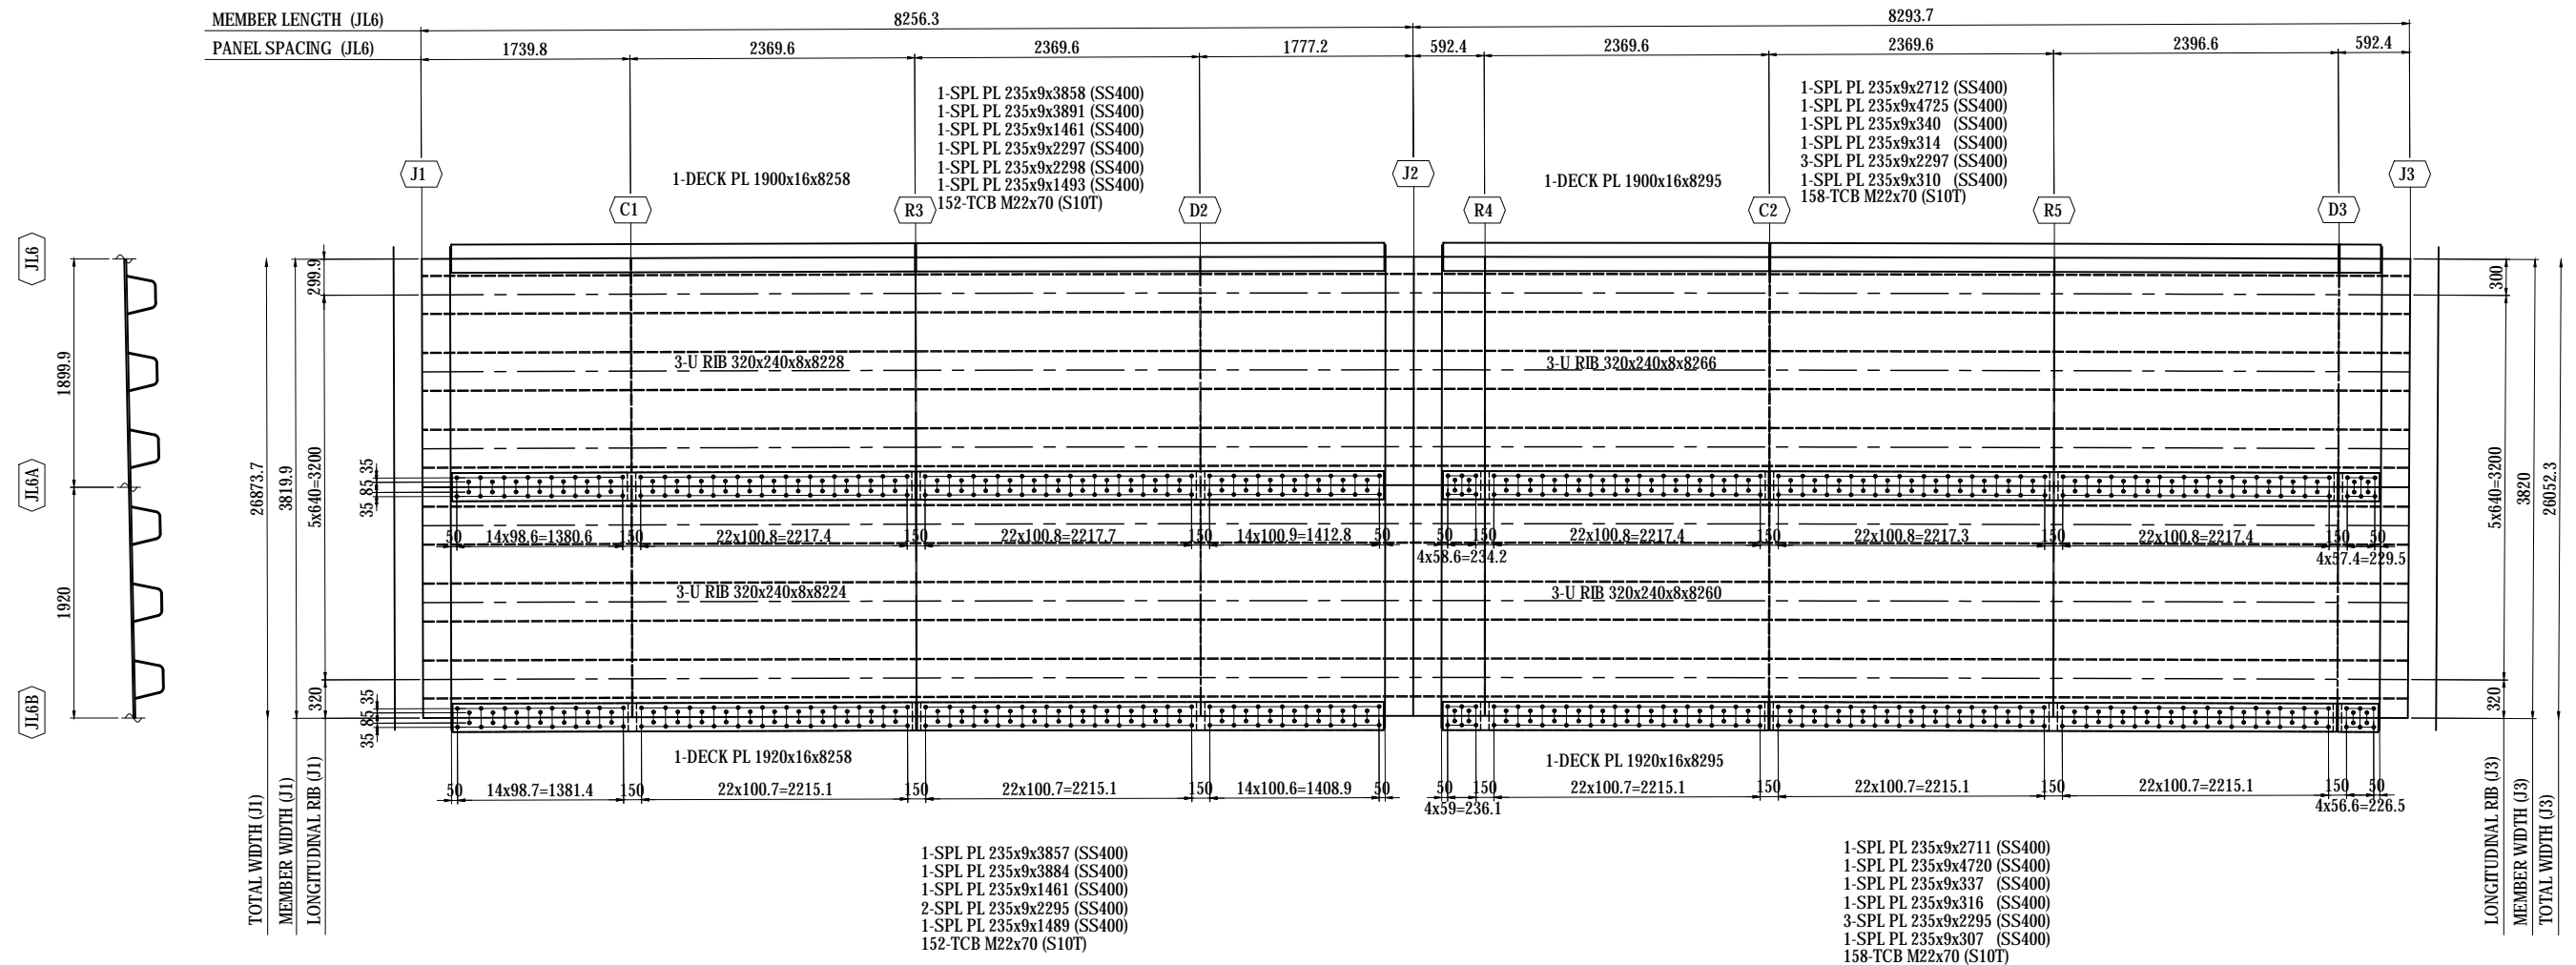 MEMBER LENGTH (JL6) 8256.3 8293.7
PANEL SPACING (JL6) 1739.8 2369.6 2369.6 1777.2 592.4 2369.6 2369.6 2396.6 592.4
1-SPL PL 235x9x3858 (SS400)
1-SPL PL 235x9x3891 (SS400)
1-SPL PL 235x9x1461 (SS400)
1-SPL PL 235x9x2297 (SS400)
1-SPL PL 235x9x2298 (SS400)
1-SPL PL 235x9x1493 (SS400)
152-TCB M22x70 (S10T)
1-SPL PL 235x9x2712 (SS400)
1-SPL PL 235x9x4725 (SS400)
1-SPL PL 235x9x340 (SS400)
1-SPL PL 235x9x314 (SS400)
3-SPL PL 235x9x2297 (SS400)
1-SPL PL 235x9x310 (SS400)
158-TCB M22x70 (S10T)
J1 1-DECK PL 1900x16x8258 J2 1-DECK PL 1900x16x8295 J3
C1 R3 D2 R4 C2 R5 D3
JL6
JL6A
JL6B
1899.9
1920
26873.7
3819.9
299.9
5x640=3200
320
35
85
35
35
85
35
3-U RIB 320x240x8x8228 3-U RIB 320x240x8x8266
50 14x98.6=1380.6 150 22x100.8=2217.4 150 22x100.8=2217.7 150 14x100.9=1412.8 50
50 4x58.6=234.2 150 22x100.8=2217.4 150 22x100.8=2217.3 150 22x100.8=2217.4 150 4x57.4=229.5 50
3-U RIB 320x240x8x8224 3-U RIB 320x240x8x8260
1-DECK PL 1920x16x8258 1-DECK PL 1920x16x8295
50 14x98.7=1381.4 150 22x100.7=2215.1 150 22x100.7=2215.1 150 14x100.6=1408.9 50
50 4x59=236.1 150 22x100.7=2215.1 150 22x100.7=2215.1 150 22x100.7=2215.1 150 4x56.6=226.5 50
300
5x640=3200
320
3820
26052.3
TOTAL WIDTH (J1)
MEMBER WIDTH (J1)
LONGITUDINAL RIB (J1)
1-SPL PL 235x9x3857 (SS400)
1-SPL PL 235x9x3884 (SS400)
1-SPL PL 235x9x1461 (SS400)
2-SPL PL 235x9x2295 (SS400)
1-SPL PL 235x9x1489 (SS400)
152-TCB M22x70 (S10T)
1-SPL PL 235x9x2711 (SS400)
1-SPL PL 235x9x4720 (SS400)
1-SPL PL 235x9x337 (SS400)
1-SPL PL 235x9x316 (SS400)
3-SPL PL 235x9x2295 (SS400)
1-SPL PL 235x9x307 (SS400)
158-TCB M22x70 (S10T)
LONGITUDINAL RIB (J3)
MEMBER WIDTH (J3)
TOTAL WIDTH (J3)